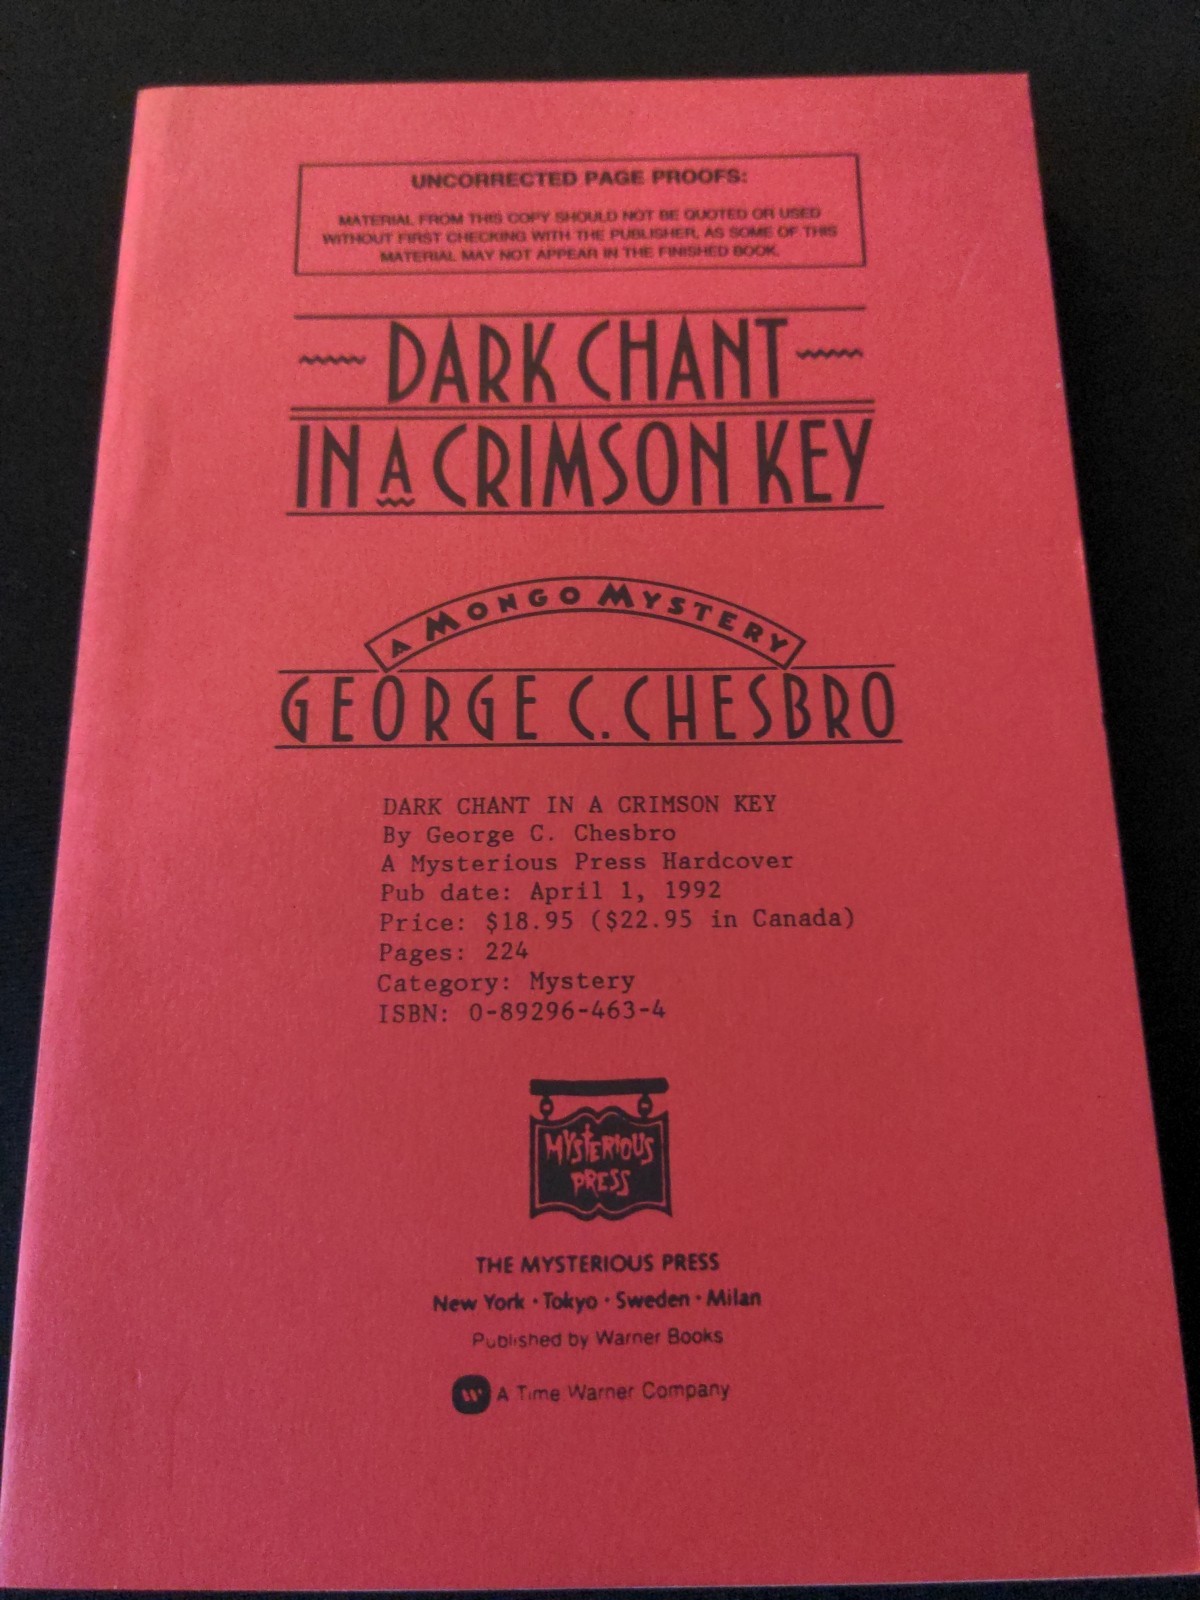 UNCORRECTED PAGE PROOFS:
MATERIAL FROM THIS COPY SHOULD NOT BE QUOTED OR USED
WITHOUT FIRST CHECKING WITH THE PUBLISHER, AS SOME OF THIS
MATERIAL MAY NOT APPEAR IN THE FINISHED BOOK.
DARK CHANT
IN A CRIMSON KEY
A MONGO MYSTERY
GEORGE C. CHESBRO
DARK CHANT IN A CRIMSON KEY
By George C. Chesbro
A Mysterious Press Hardcover
Pub date: April 1, 1992
Price: $18.95 ($22.95 in Canada)
Pages: 224
Category: Mystery
ISBN: 0-89296-463-4
MYSTERIOUS
PRESS
THE MYSTERIOUS PRESS
New York · Tokyo · Sweden · Milan
Published by Warner Books
A Time Warner Company